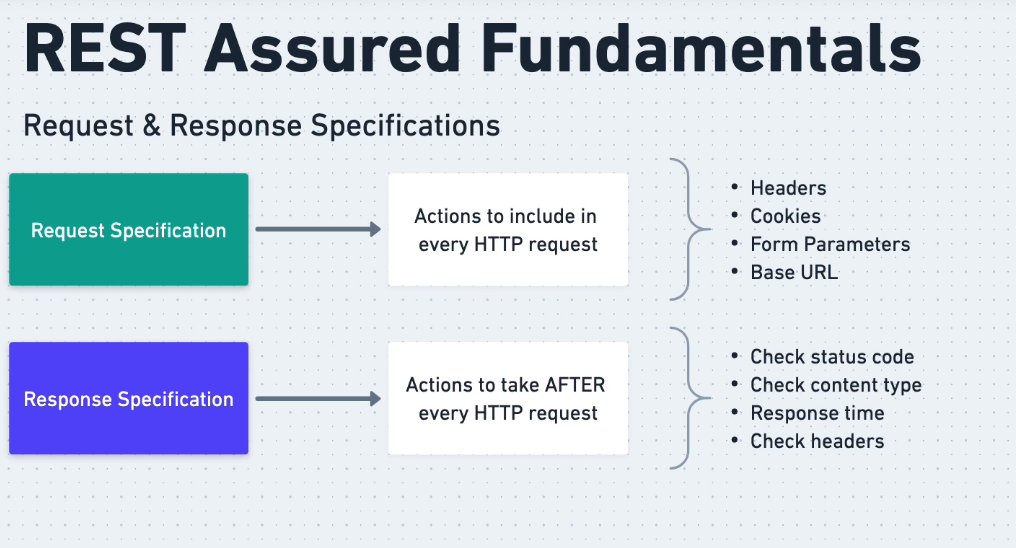 REST Assured Fundamentals
Request & Response Specifications
Request Specification
Actions to include in
every HTTP request
• Headers
• Cookies
• Form Parameters
• Base URL
Response Specification
Actions to take AFTER
every HTTP request
• Check status code
• Check content type
• Response time
• Check headers